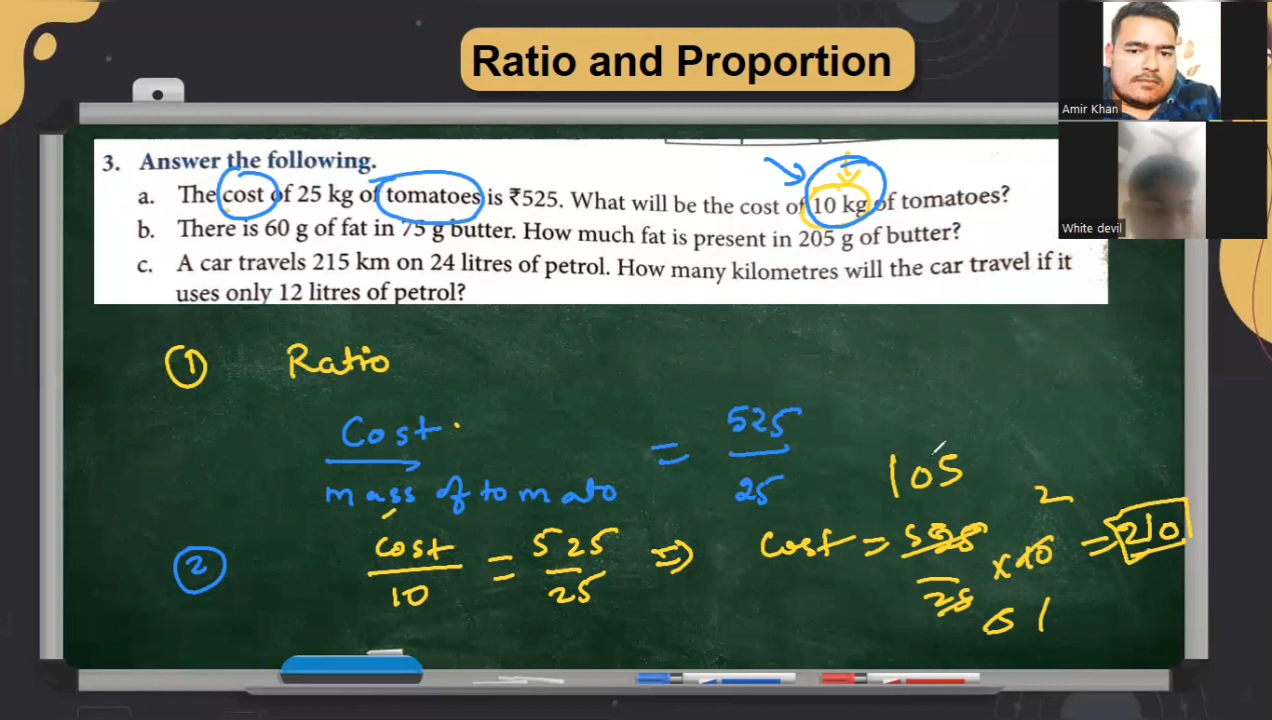 Ratio and Proportion
Amir Khan
White devil
3. Answer the following.
a. The cost of 25 kg of tomatoes is ₹525. What will be the cost of 10 kg of tomatoes?
b. There is 60 g of fat in 75 g butter. How much fat is present in 205 g of butter?
c. A car travels 215 km on 24 litres of petrol. How many kilometres will the car travel if it
uses only 12 litres of petrol?
① Ratio
Cost
mass of tomato
= 525
25
② cost
10
= 525
25
⇒ cost = 525
25
× 10
= 210
105
2
1